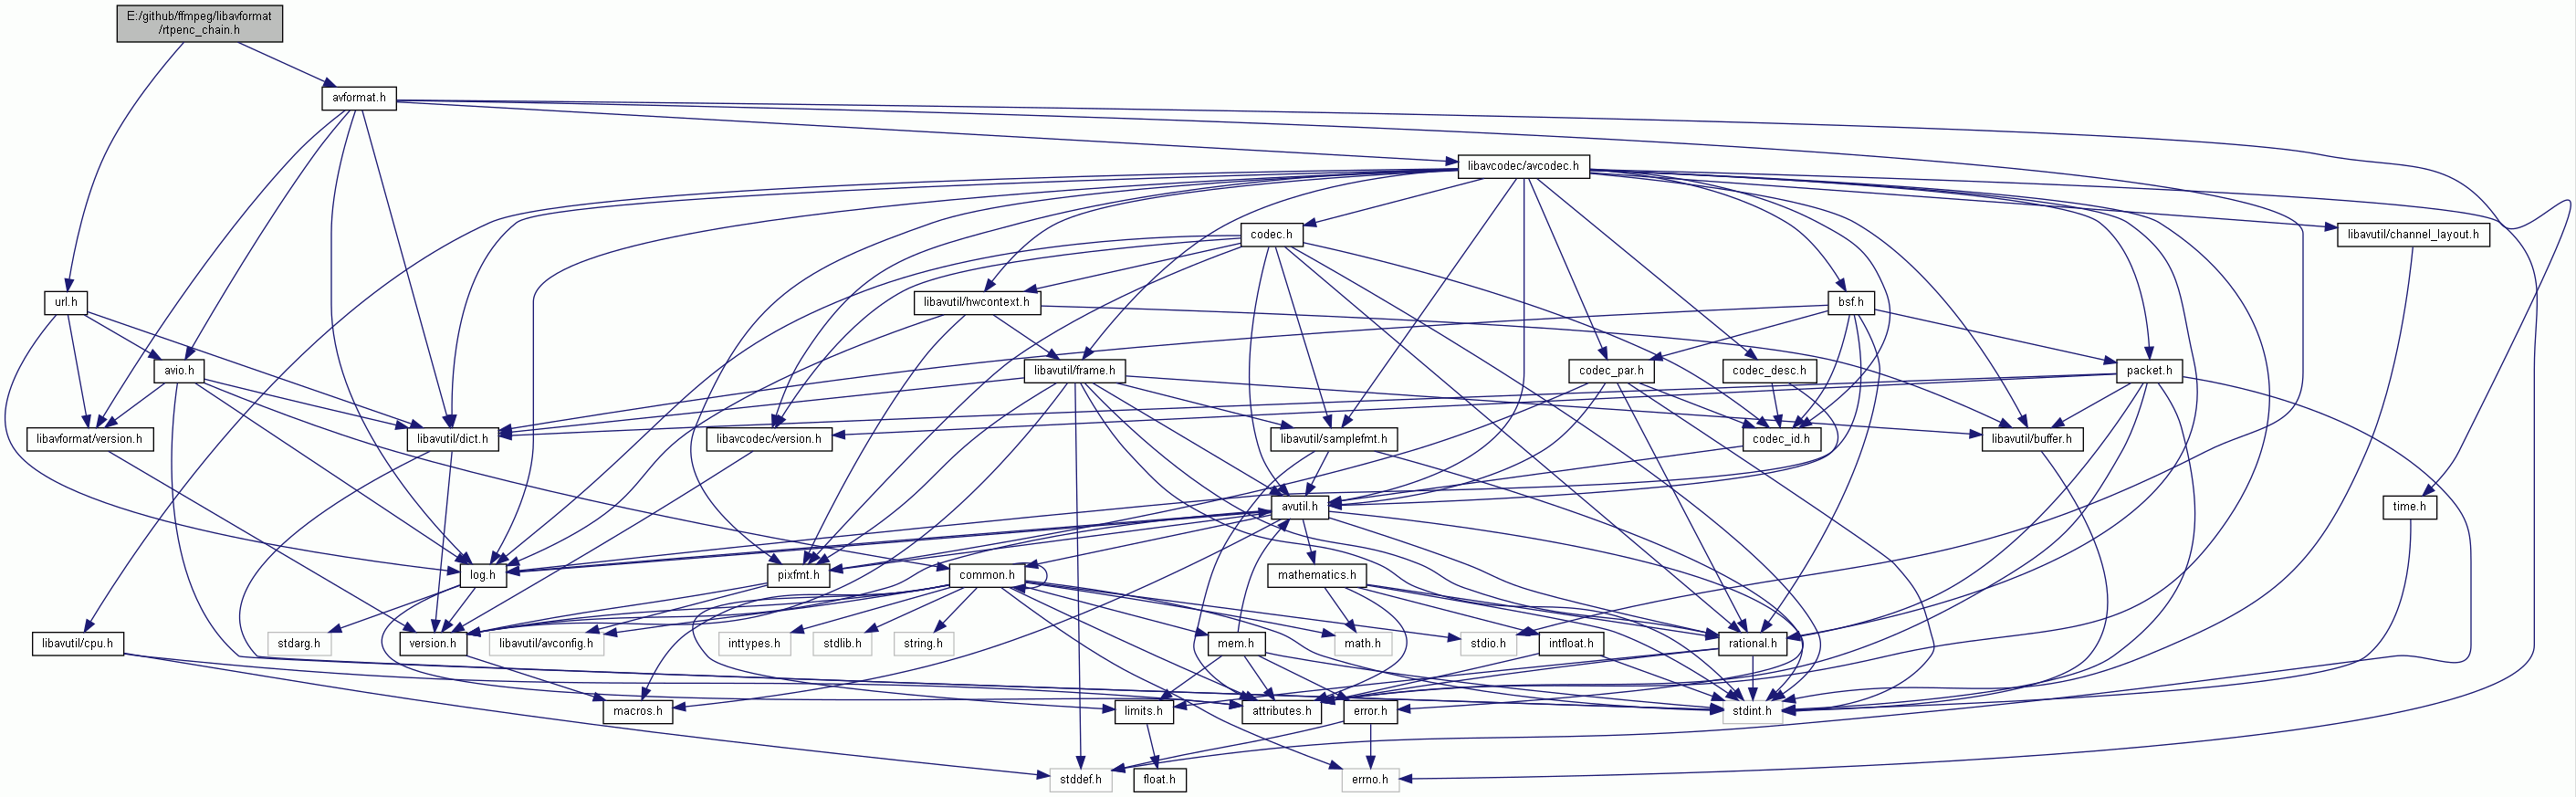 E:/github/ffmpeg/libavformat
/rtpenc_chain.h
avformat.h
libavcodec/avcodec.h
codec.h
libavutil/channel_layout.h
url.h
libavutil/hwcontext.h
bsf.h
avio.h
libavutil/frame.h
codec_par.h
codec_desc.h
packet.h
libavformat/version.h
libavutil/dict.h
libavcodec/version.h
libavutil/samplefmt.h
codec_id.h
libavutil/buffer.h
avutil.h
time.h
log.h
pixfmt.h
common.h
mathematics.h
libavutil/cpu.h
stdarg.h
version.h
libavutil/avconfig.h
inttypes.h
stdlib.h
string.h
mem.h
math.h
stdio.h
intfloat.h
rational.h
macros.h
limits.h
attributes.h
error.h
stdint.h
stddef.h
float.h
errno.h